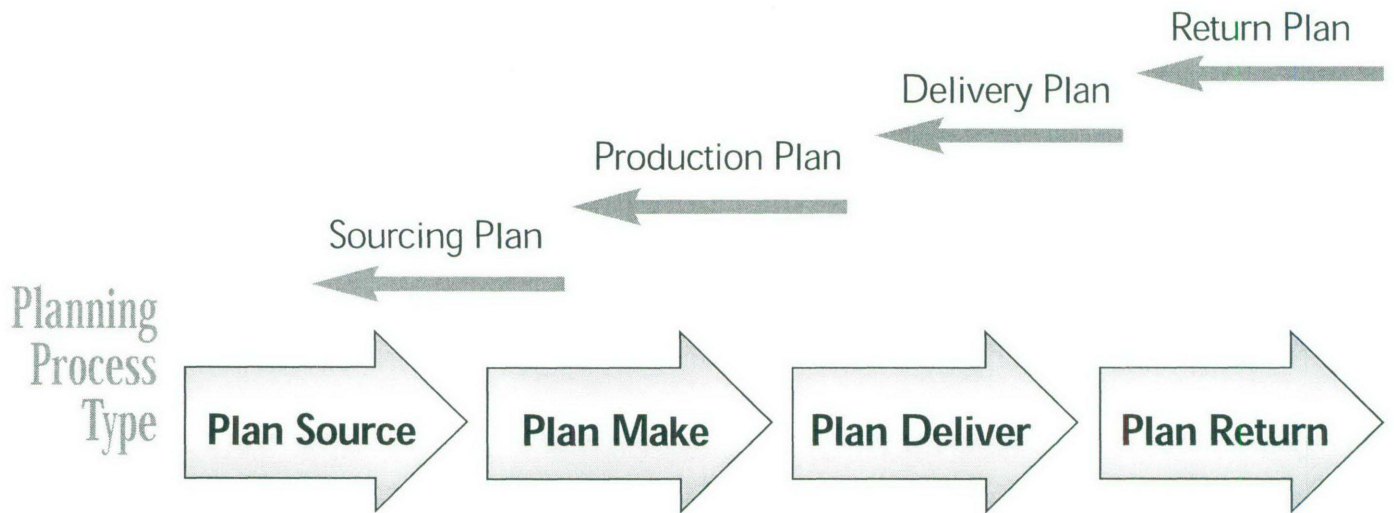 Return Plan
Delivery Plan
Production Plan
Sourcing Plan
Planning
Process
Type
Plan Source
Plan Make
Plan Deliver
Plan Return